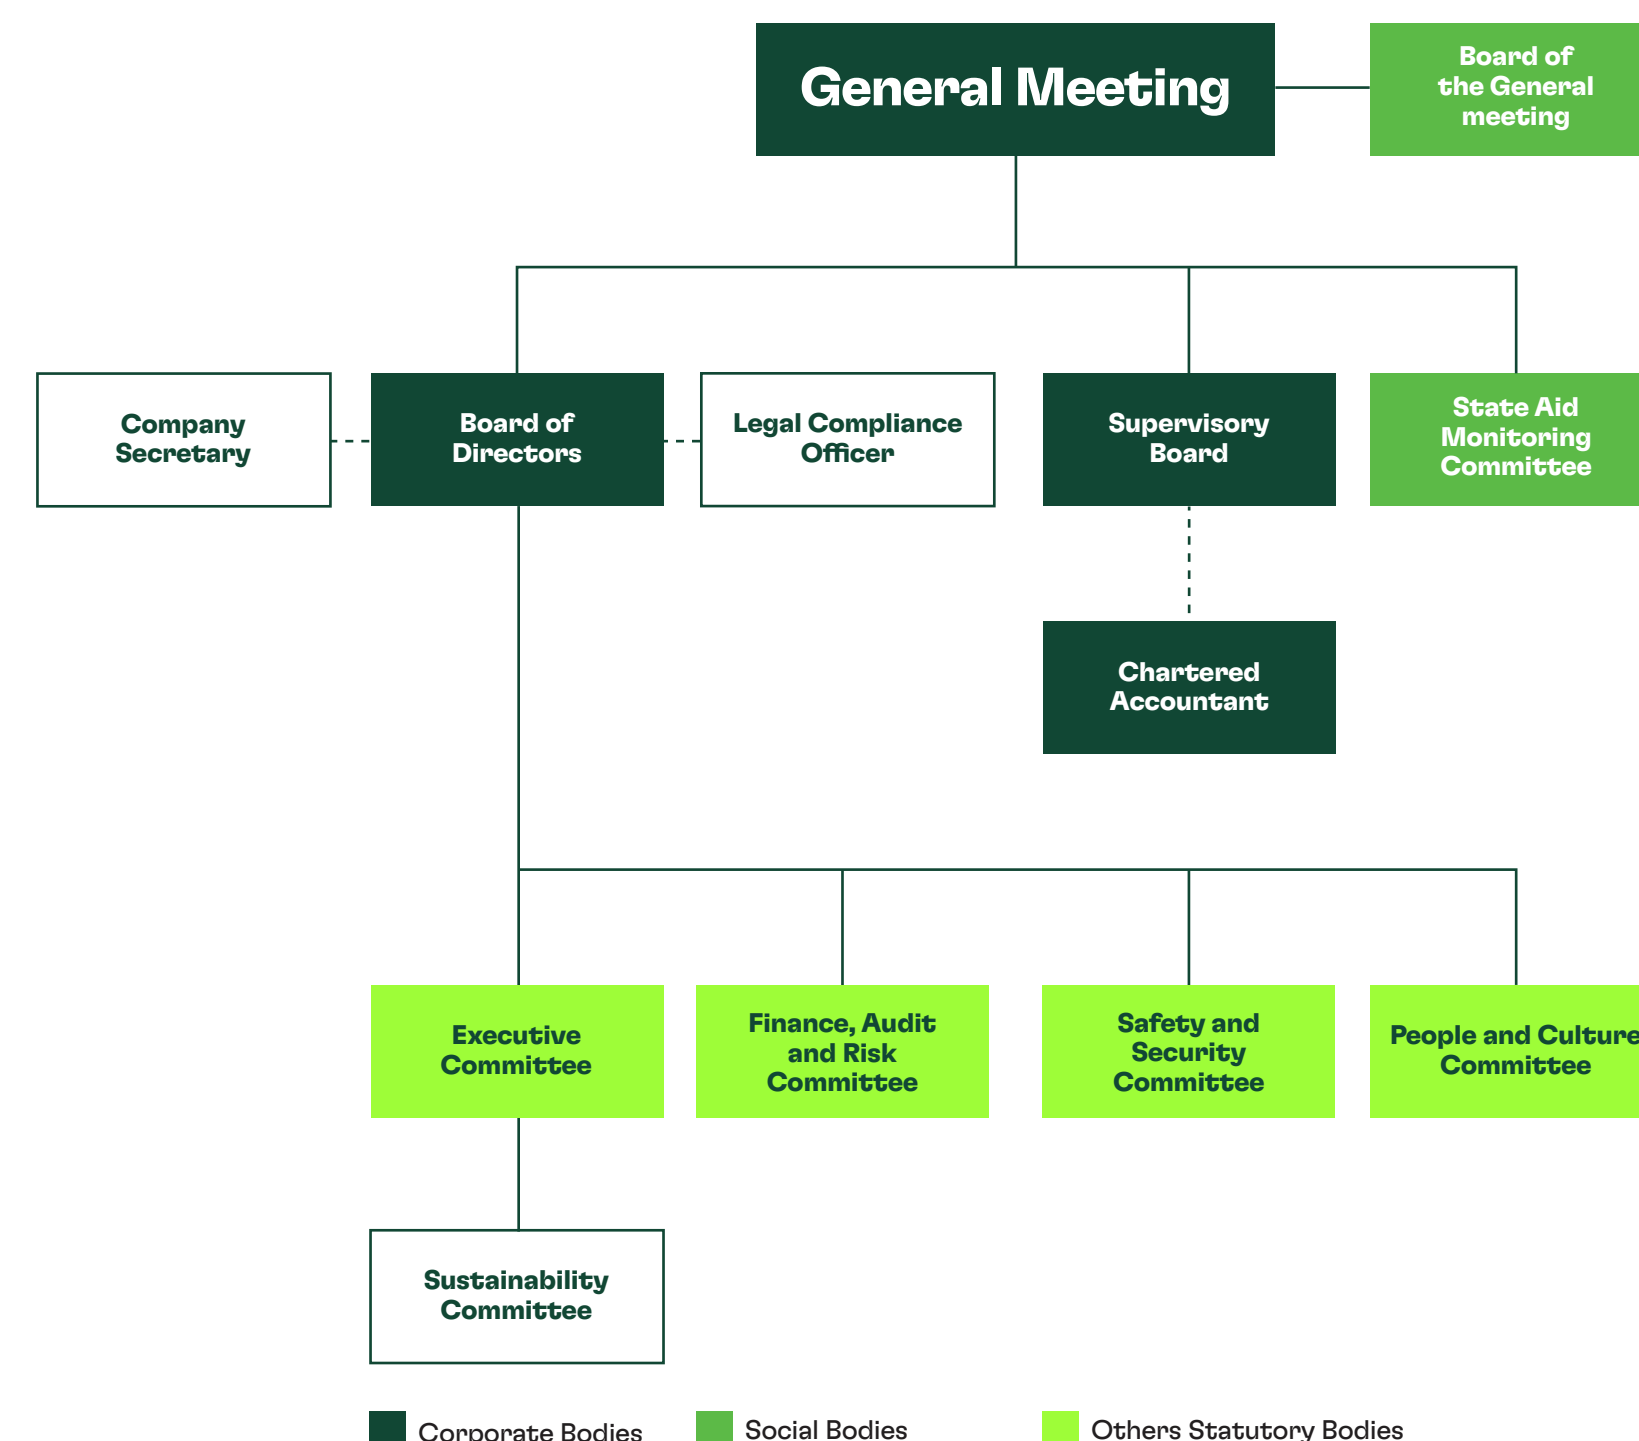 General Meeting
Board of
the General
meeting
Company
Secretary
Board of
Directors
Legal Compliance
Officer
Supervisory
Board
State Aid
Monitoring
Committee
Chartered
Accountant
Executive
Committee
Finance, Audit
and Risk
Committee
Safety and
Security
Committee
People and Culture
Committee
Sustainability
Committee
Corporate Bodies
Social Bodies
Others Statutory Bodies